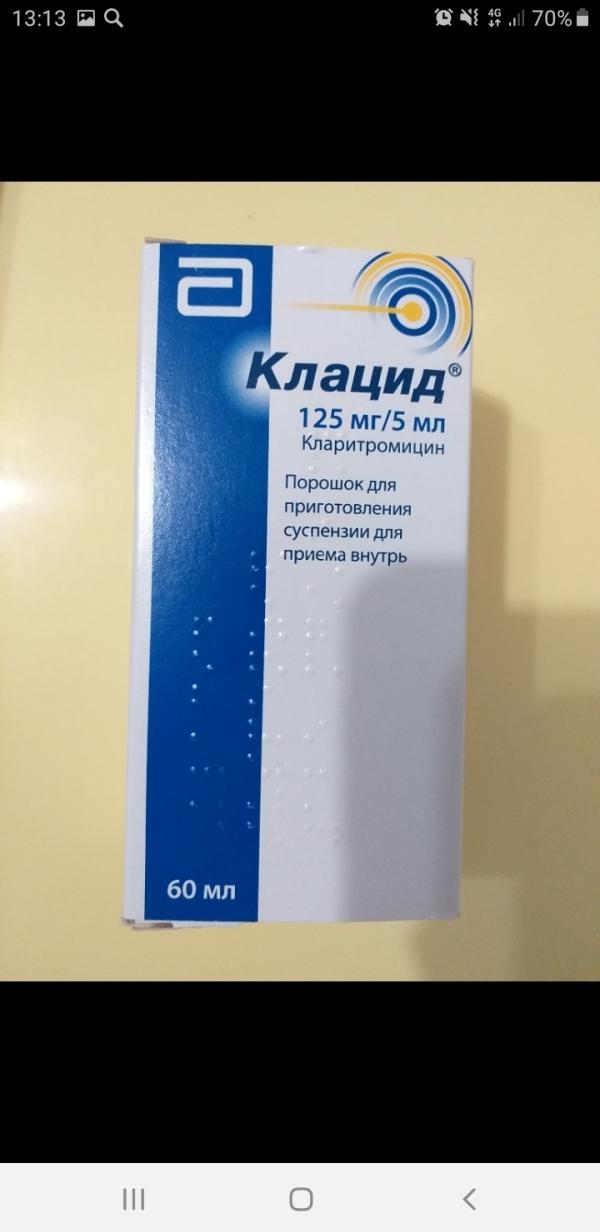 13:13
4G
70%
Клацид®
125 мг/5 мл
Кларитромицин
Порошок для
приготовления
суспензии для
приема внутрь
60 мл